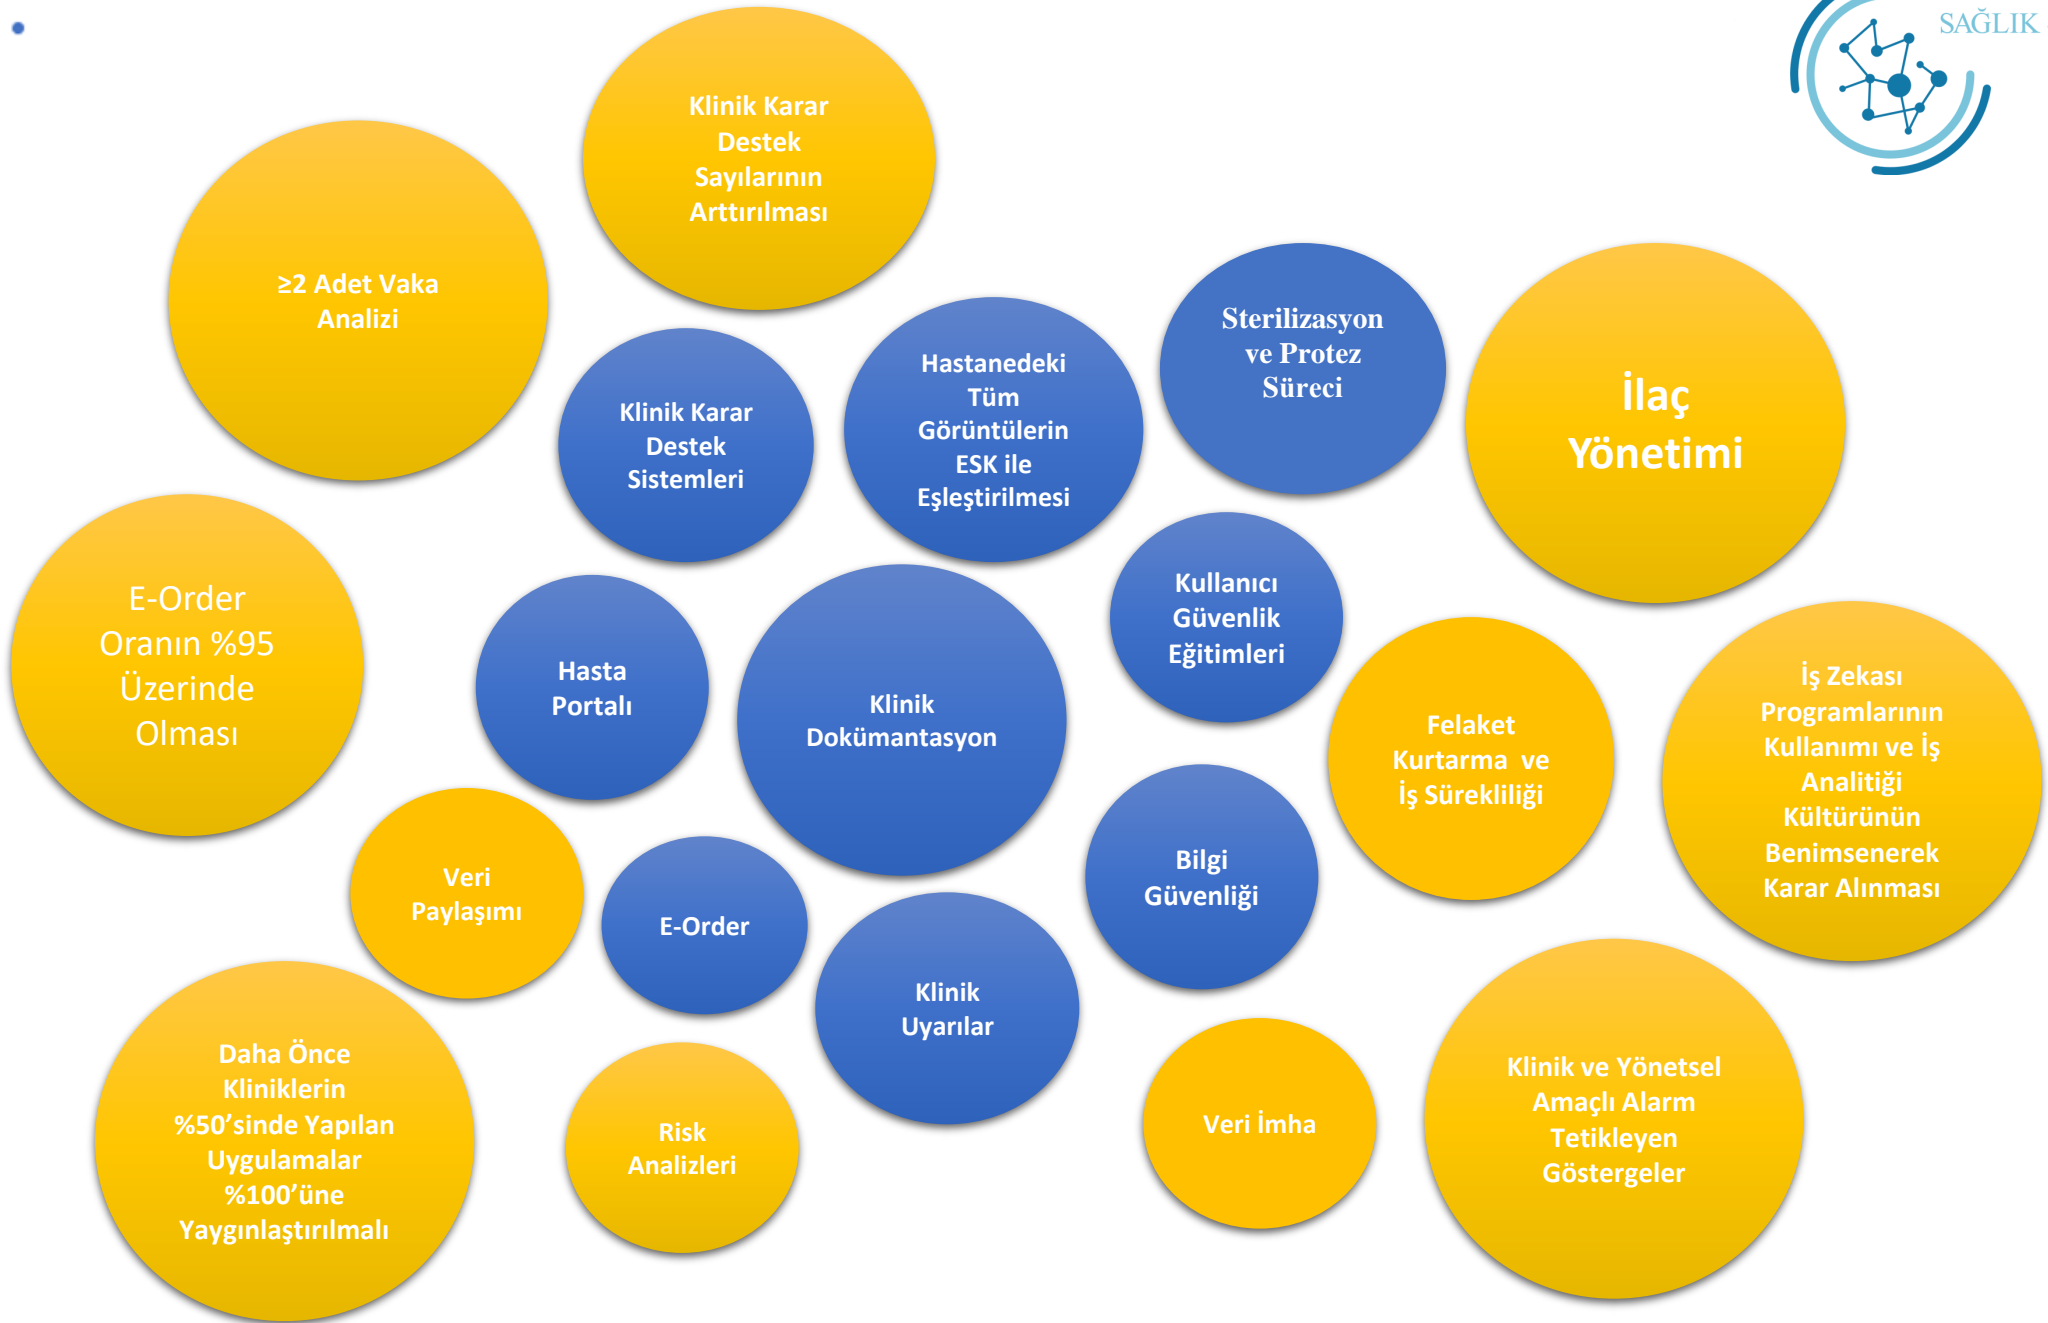 SAĞLIK
Klinik Karar
Destek
Sayılarının
Arttırılması
≥2 Adet Vaka
Analizi
Klinik Karar
Destek
Sistemleri
Hastanedeki
Tüm
Görüntülerin
ESK ile
Eşleştirilmesi
Sterilizasyon
ve Protez
Süreci
İlaç
Yönetimi
E-Order
Oranın %95
Üzerinde
Olması
Hasta
Portalı
Klinik
Dokümantasyon
Kullanıcı
Güvenlik
Eğitimleri
Felaket
Kurtarma  ve
İş Sürekliliği
İş Zekası
Programlarının
Kullanımı ve İş
Analitiği
Kültürünün
Benimsenerek
Karar Alınması
Veri
Paylaşımı
E-Order
Bilgi
Güvenliği
Klinik
Uyarılar
Daha Önce
Kliniklerin
%50’sinde Yapılan
Uygulamalar
%100’üne
Yaygınlaştırılmalı
Risk
Analizleri
Veri İmha
Klinik ve Yönetsel
Amaçlı Alarm
Tetikleyen
Göstergeler